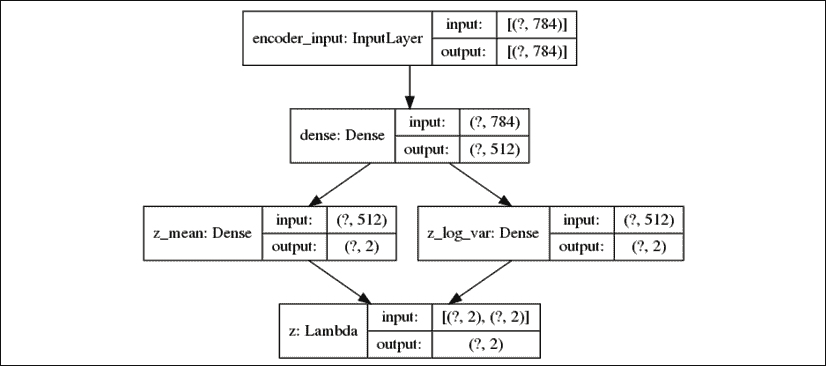 encoder_input: InputLayer input: [(?, 784)]
output: [(?, 784)]
dense: Dense input: (?, 784)
output: (?, 512)
z_mean: Dense input: (?, 512)
output: (?, 2)
z_log_var: Dense input: (?, 512)
output: (?, 2)
z: Lambda input: [(?, 2), (?, 2)]
output: (?, 2)